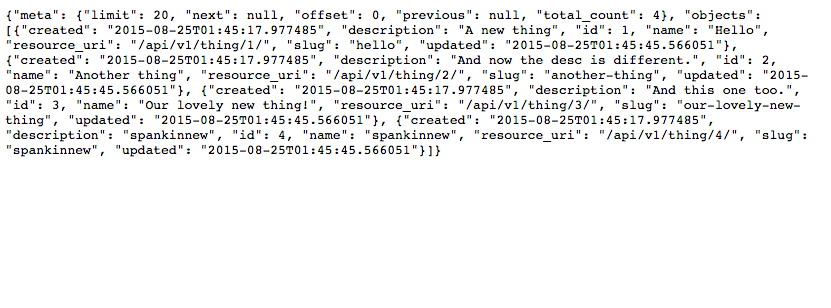 {"meta": {"limit": 20, "next": null, "offset": 0, "previous": null, "total_count": 4}, "objects":
[{"created": "2015-08-25T01:45:17.977485", "description": "A new thing", "id": 1, "name": "Hello",
"resource_uri": "/api/v1/thing/1/", "slug": "hello", "updated": "2015-08-25T01:45:45.566051"},
{"created": "2015-08-25T01:45:17.977485", "description": "And now the desc is different.", "id": 2,
"name": "Another thing", "resource_uri": "/api/v1/thing/2/", "slug": "another-thing", "updated": "2015-
08-25T01:45:45.566051"}, {"created": "2015-08-25T01:45:17.977485", "description": "And this one too.",
"id": 3, "name": "Our lovely new thing!", "resource_uri": "/api/v1/thing/3/", "slug": "our-lovely-new-
thing", "updated": "2015-08-25T01:45:45.566051"}, {"created": "2015-08-25T01:45:17.977485",
"description": "spankinnew", "id": 4, "name": "spankinnew", "resource_uri": "/api/v1/thing/4/", "slug":
"spankinnew", "updated": "2015-08-25T01:45:45.566051"}]}